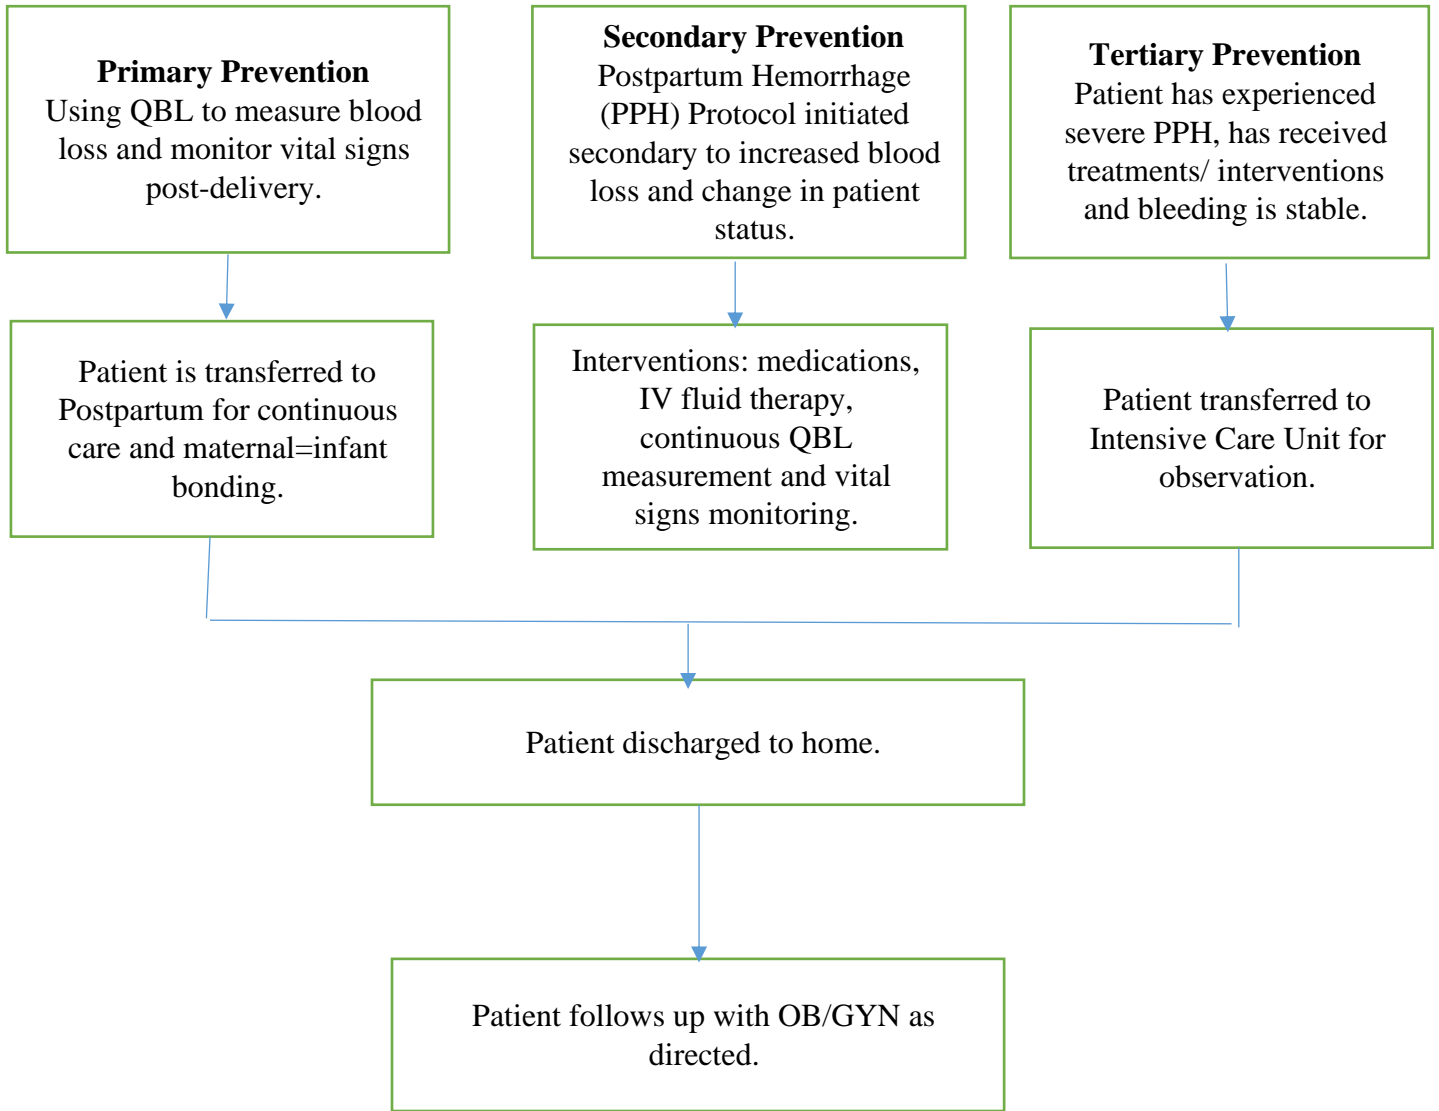 Primary Prevention
Using QBL to measure blood
loss and monitor vital signs
post-delivery.
Secondary Prevention
Postpartum Hemorrhage
(PPH) Protocol initiated
secondary to increased blood
loss and change in patient
status.
Tertiary Prevention
Patient has experienced
severe PPH, has received
treatments/ interventions
and bleeding is stable.
Patient is transferred to
Postpartum for continuous
care and maternal=infant
bonding.
Interventions: medications,
IV fluid therapy,
continuous QBL
measurement and vital
signs monitoring.
Patient transferred to
Intensive Care Unit for
observation.
Patient discharged to home.
Patient follows up with OB/GYN as
directed.